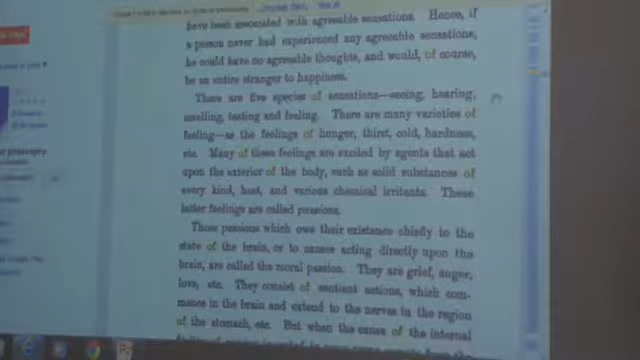 have been associated with agreeable sensations. Hence, if
a person never had experienced any agreeable sensations,
he could have no agreeable thoughts, and would, of course,
be an entire stranger to happiness.
There are five species of sensations—seeing, hearing,
smelling, tasting and feeling. There are many varieties of
feeling—as the feelings of hunger, thirst, cold, hardness,
etc. Many of these feelings are excited by agents that act
upon the exterior of the body, such as solid substances of
every kind, heat, and various chemical irritants. These
latter feelings are called passions.
Those passions which owe their existence chiefly to the
state of the brain, or to causes acting directly upon the
brain, are called the moral passion. They are grief, anger,
love, etc. They consist of sentient actions, which com-
mence in the brain and extend to the nerves in the region
of the stomach, etc. But when the cause of the internal